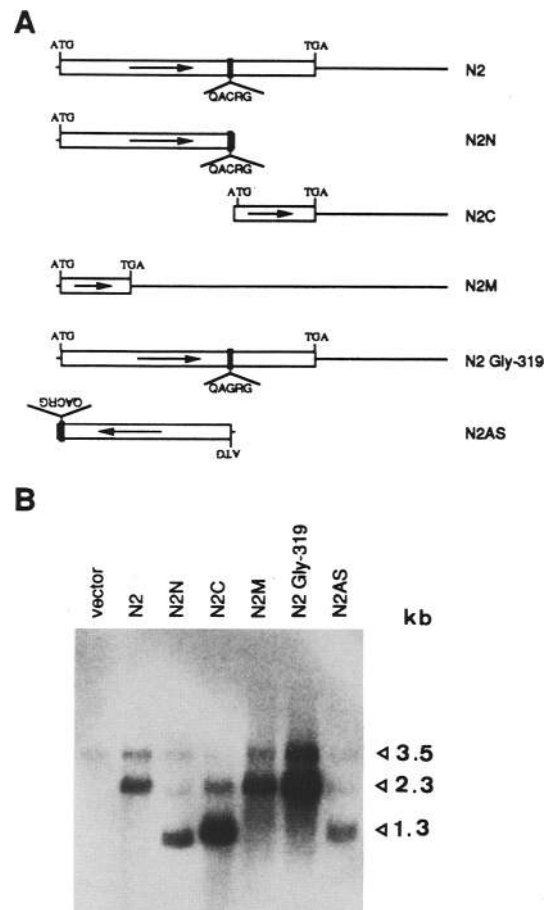 A
ATG TGA
N2
QACRG
ATG
N2N
QACRG
ATG TGA
N2C
ATG TGA
N2M
ATG TGA
N2 Gly-319
QAGRG
QACRG
N2AS
ATG
B
vector N2 N2N N2C N2M N2 Gly-319 N2AS
kb
3.5
2.3
1.3